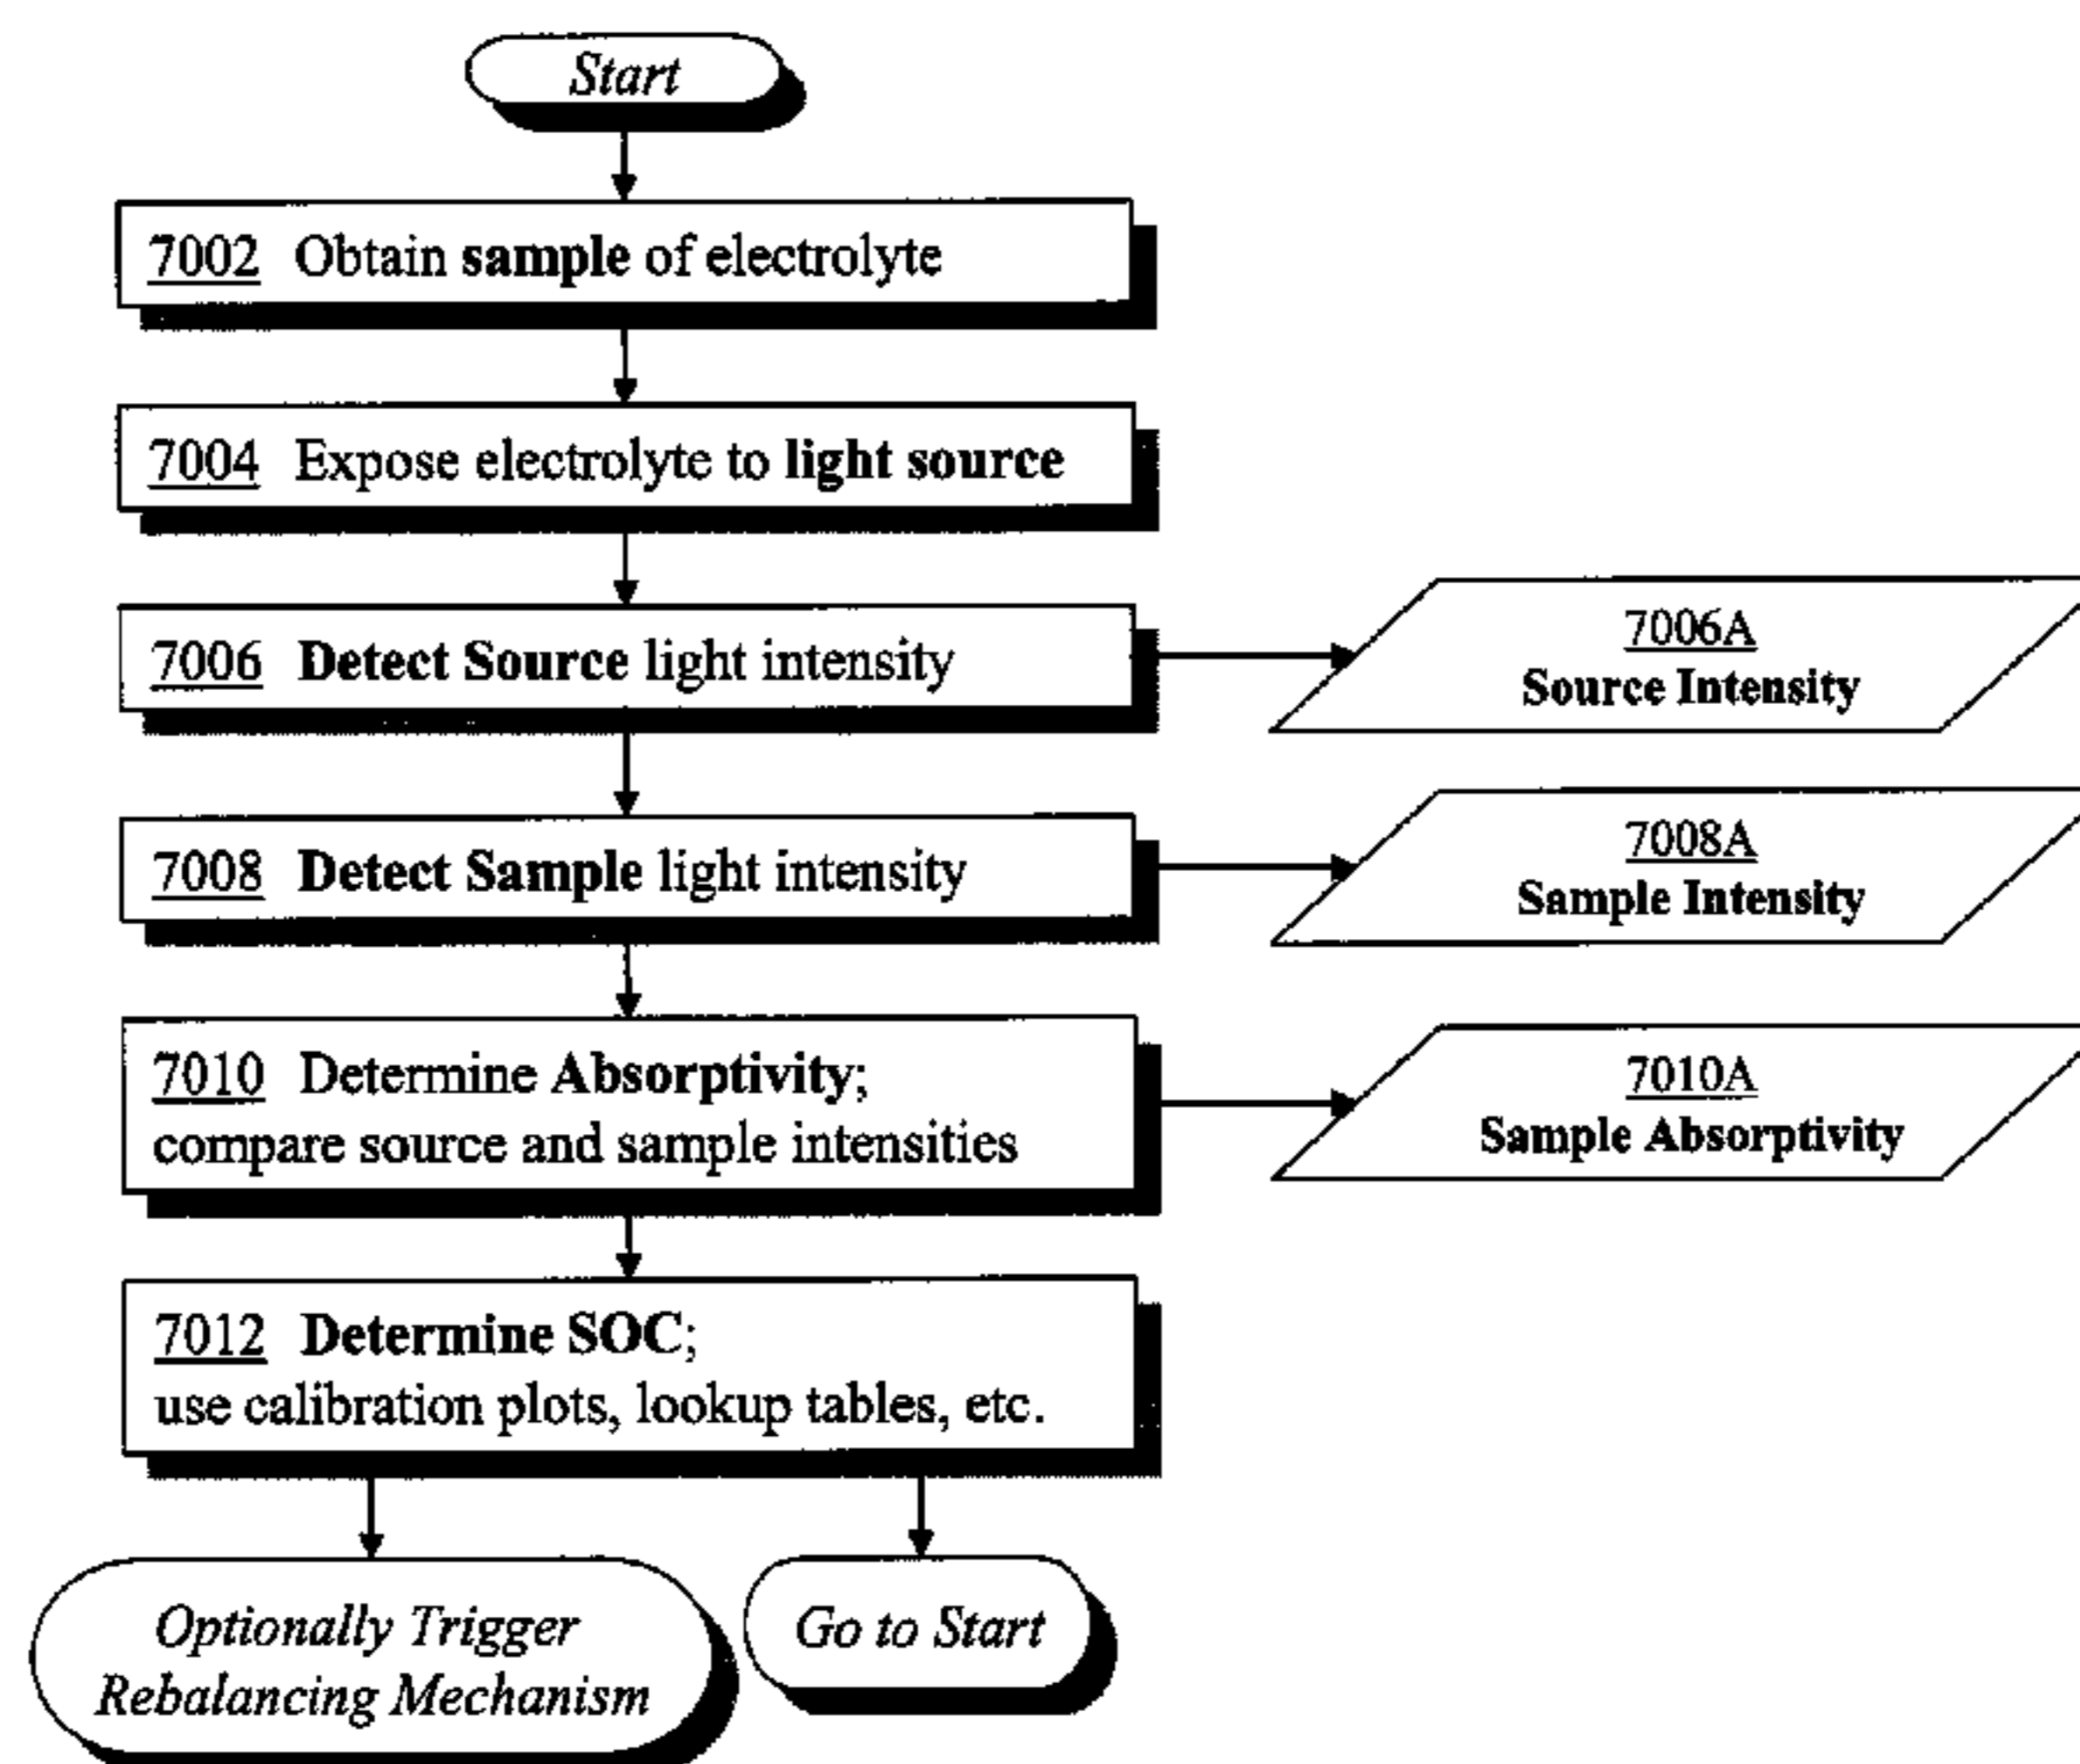 Start
7002 Obtain sample of electrolyte
7004 Expose electrolyte to light source
7006 Detect Source light intensity
7006A
Source Intensity
7008 Detect Sample light intensity
7008A
Sample Intensity
7010 Determine Absorptivity;
compare source and sample intensities
7010A
Sample Absorptivity
7012 Determine SOC;
use calibration plots, lookup tables, etc.
Optionally Trigger
Rebalancing Mechanism
Go to Start